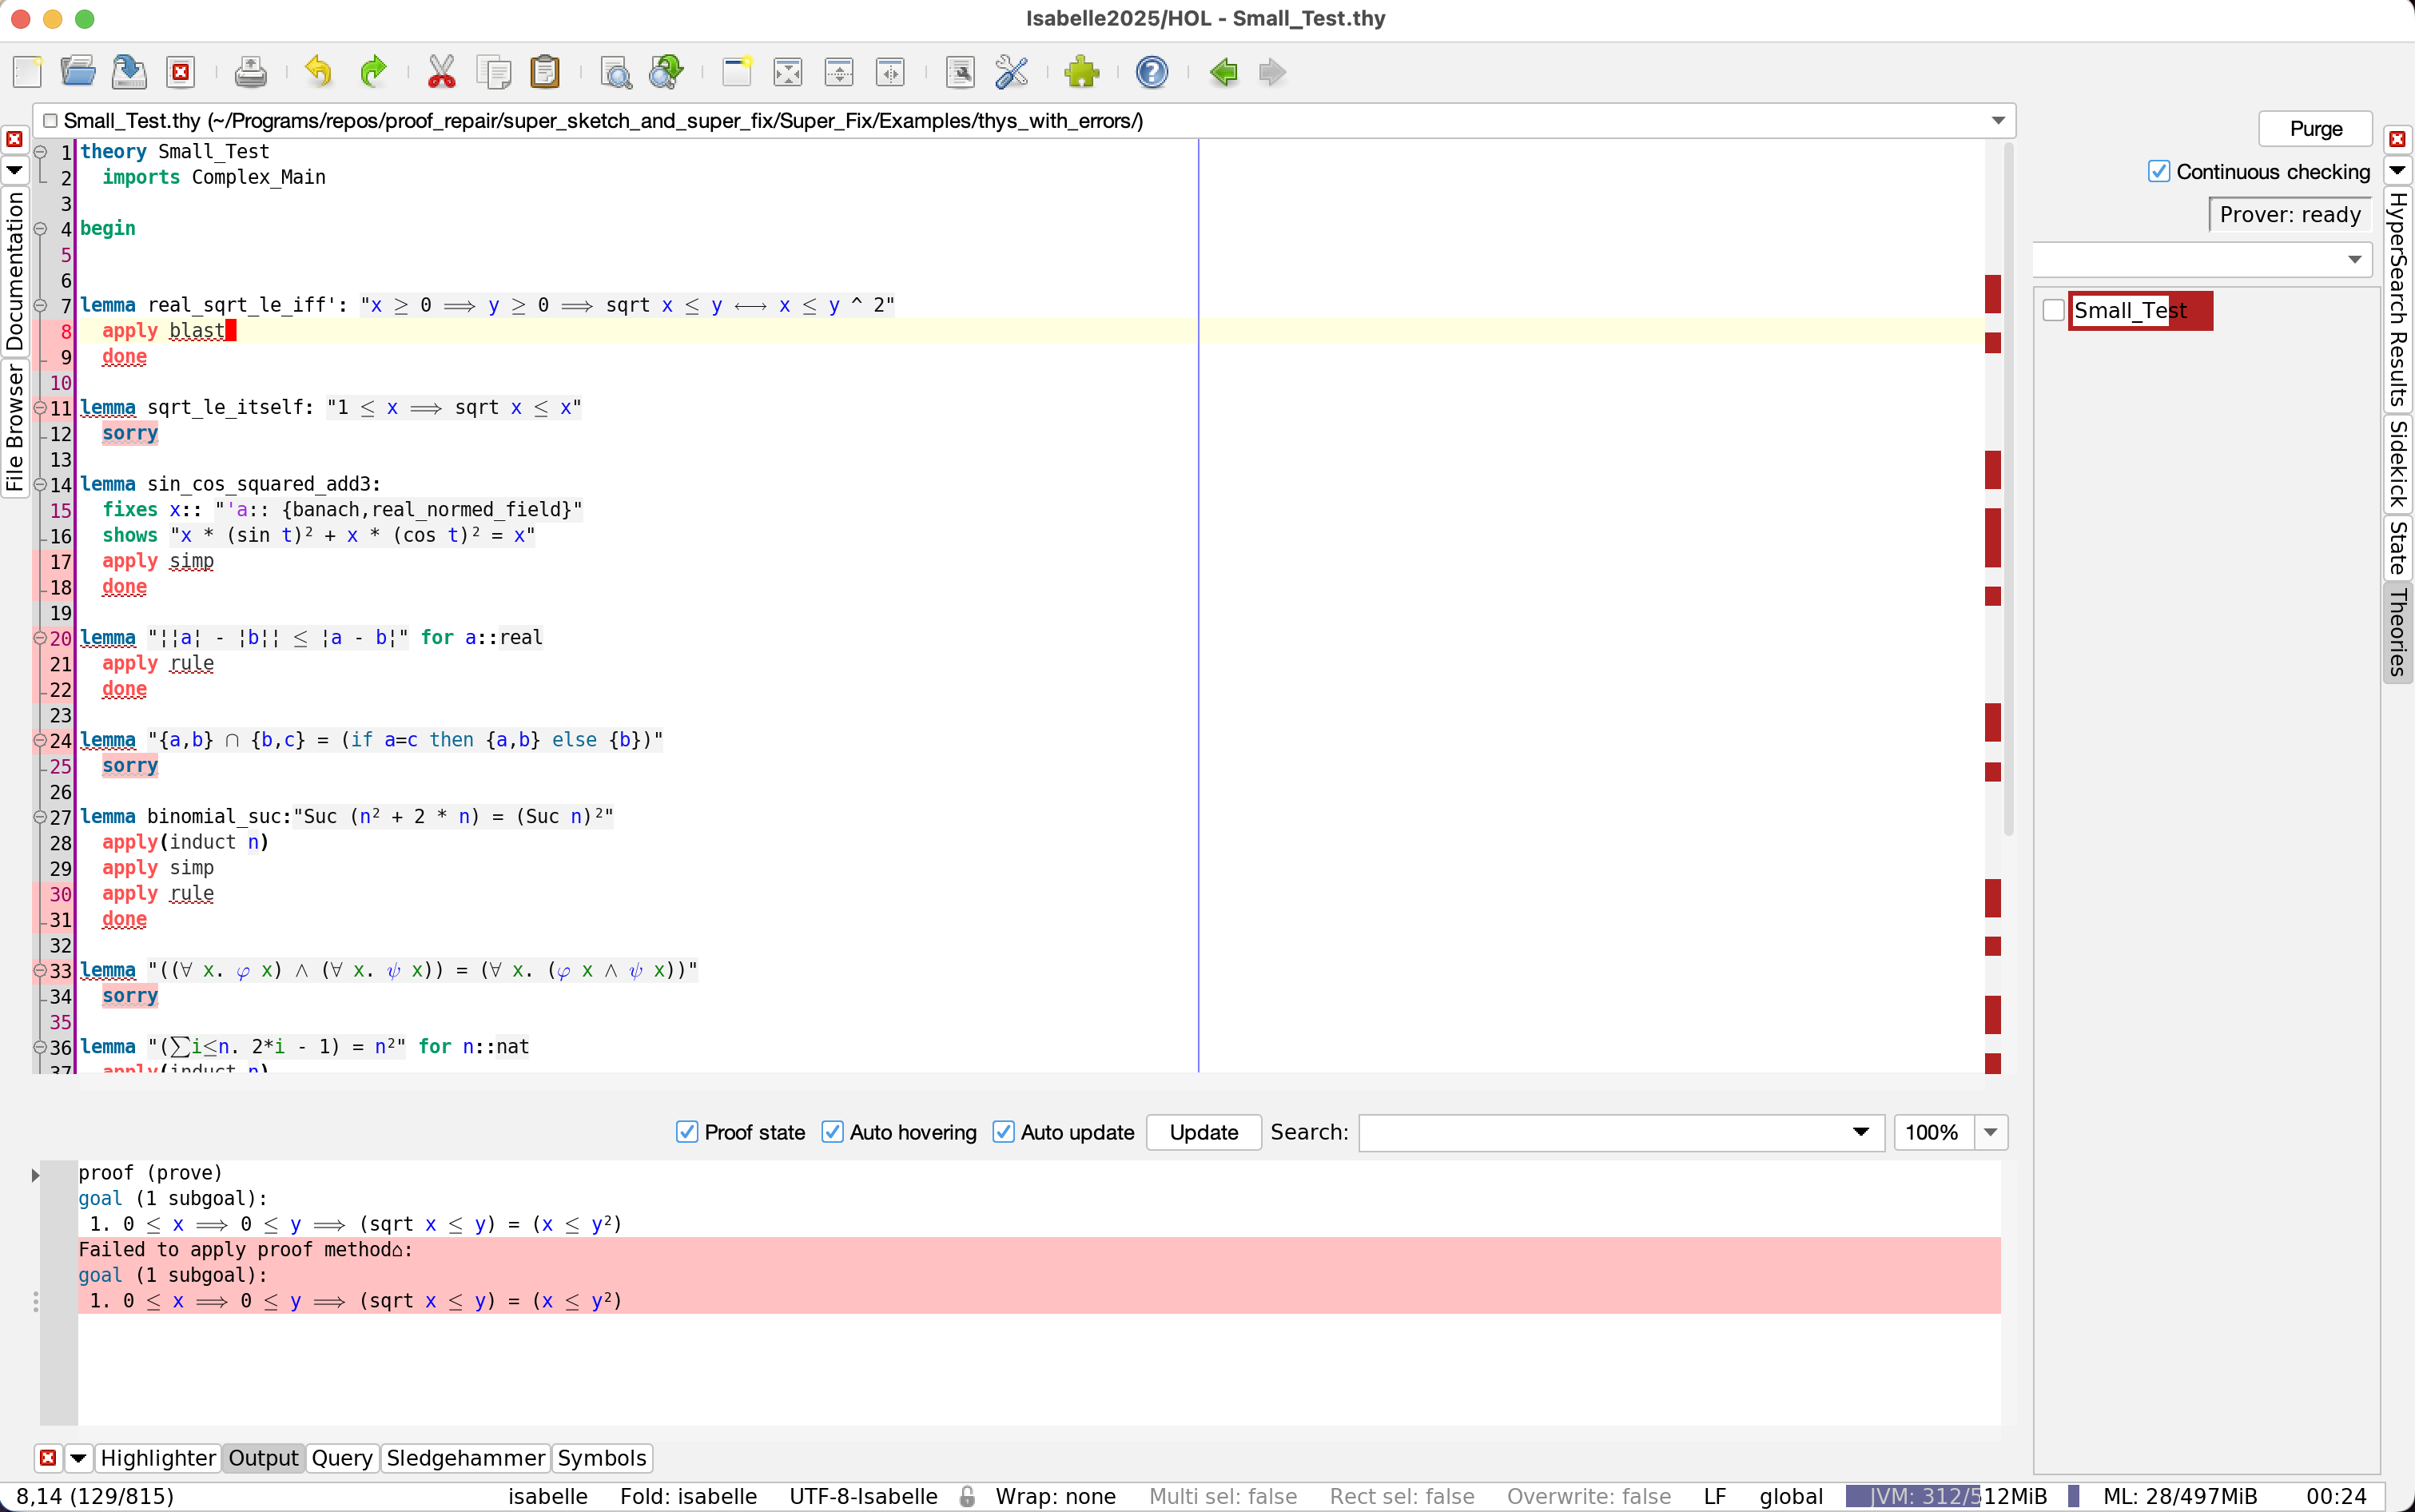 Isabelle2025/HOL - Small_Test.thy
Small_Test.thy (~/Programs/repos/proof_repair/super_sketch_and_super_fix/Super_Fix/Examples/thys_with_errors/)
Documentation
File Browser
1 theory Small_Test
2 imports Complex_Main
3
4 begin
5
6
7 lemma real_sqrt_le_iff': "x ≥ 0 ⟹ y ≥ 0 ⟹ sqrt x ≤ y ⟷ x ≤ y ^ 2"
8 apply blast
9 done
10
11 lemma sqrt_le_itself: "1 ≤ x ⟹ sqrt x ≤ x"
12 sorry
13
14 lemma sin_cos_squared_add3:
15 fixes x:: "'a:: {banach,real_normed_field}"
16 shows "x * (sin t)² + x * (cos t)² = x"
17 apply simp
18 done
19
20 lemma "¦¦a¦ - ¦b¦¦ ≤ ¦a - b¦" for a::real
21 apply rule
22 done
23
24 lemma "{a,b} ∩ {b,c} = (if a=c then {a,b} else {b})"
25 sorry
26
27 lemma binomial_suc:"Suc (n² + 2 * n) = (Suc n)²"
28 apply(induct n)
29 apply simp
30 apply rule
31 done
32
33 lemma "((∀ x. φ x) ∧ (∀ x. ψ x)) = (∀ x. (φ x ∧ ψ x))"
34 sorry
35
36 lemma "(∑i≤n. 2*i - 1) = n²" for n::nat
37 apply(induct n)
Purge
Continuous checking
Prover: ready
Small_Test
HyperSearch Results
Sidekick
State
Theories
Proof state Auto hovering Auto update Update Search: 100%
proof (prove)
goal (1 subgoal):
1. 0 ≤ x ⟹ 0 ≤ y ⟹ (sqrt x ≤ y) = (x ≤ y²)
Failed to apply proof method⌂:
goal (1 subgoal):
1. 0 ≤ x ⟹ 0 ≤ y ⟹ (sqrt x ≤ y) = (x ≤ y²)
Highlighter Output Query Sledgehammer Symbols
8,14 (129/815) isabelle Fold: isabelle UTF-8-Isabelle Wrap: none Multi sel: false Rect sel: false Overwrite: false LF global JVM: 312/512MiB ML: 28/497MiB 00:24